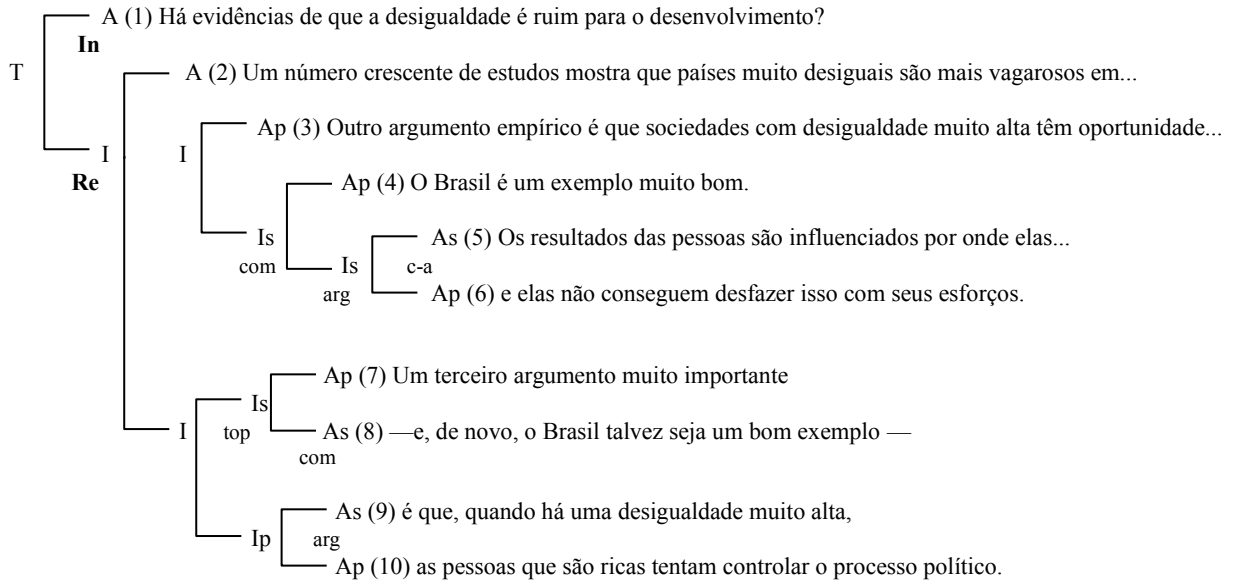 A (1) Há evidências de que a desigualdade é ruim para o desenvolvimento?
In
T
A (2) Um número crescente de estudos mostra que países muito desiguais são mais vagarosos em...
Ap (3) Outro argumento empírico é que sociedades com desigualdade muito alta têm oportunidade...
I
I
Re
Ap (4) O Brasil é um exemplo muito bom.
Is
As (5) Os resultados das pessoas são influenciados por onde elas...
com
Is
c-a
arg
Ap (6) e elas não conseguem desfazer isso com seus esforços.
Ap (7) Um terceiro argumento muito importante
Is
I
top
As (8) —e, de novo, o Brasil talvez seja um bom exemplo —
com
As (9) é que, quando há uma desigualdade muito alta,
Ip
arg
Ap (10) as pessoas que são ricas tentam controlar o processo político.